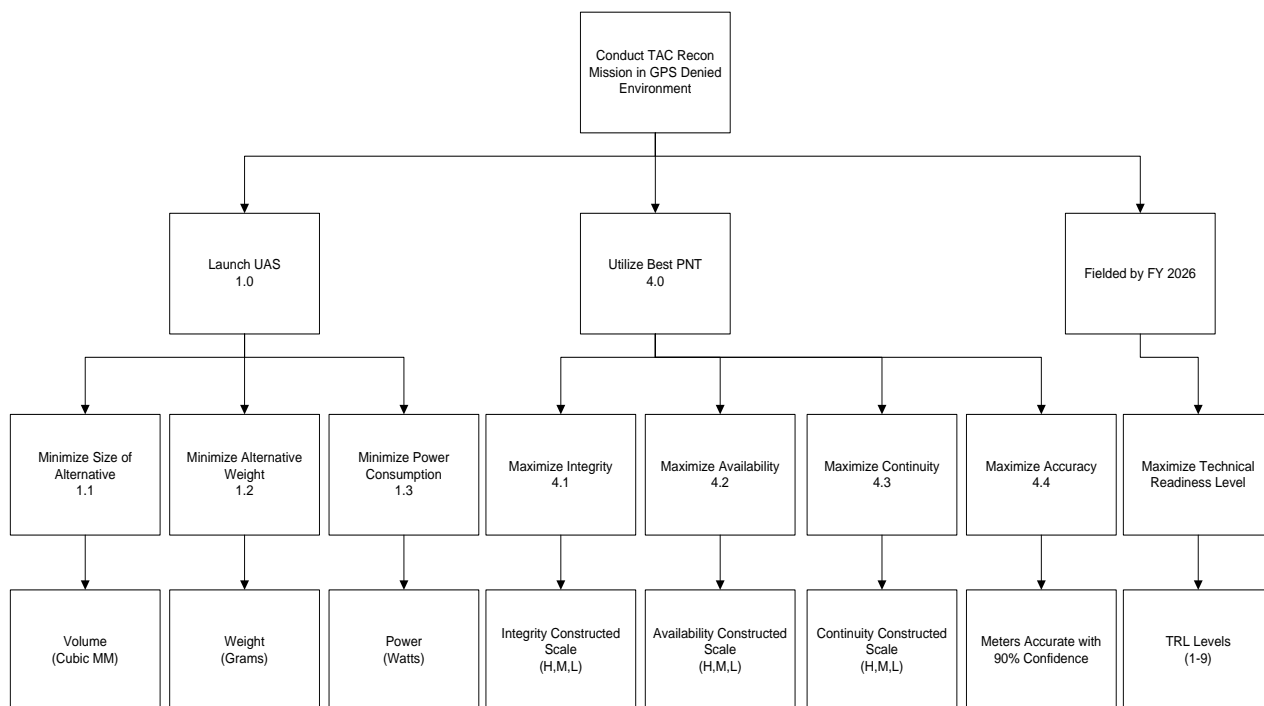 Conduct TAC Recon
Mission in GPS Denied
Environment
Launch UAS
1.0
Utilize Best PNT
4.0
Fielded by FY 2026
Minimize Size of
Alternative
1.1
Minimize Alternative
Weight
1.2
Minimize Power
Consumption
1.3
Maximize Integrity
4.1
Maximize Availability
4.2
Maximize Continuity
4.3
Maximize Accuracy
4.4
Maximize Technical
Readiness Level
Volume
(Cubic MM)
Weight
(Grams)
Power
(Watts)
Integrity Constructed
Scale
(H,M,L)
Availability Constructed
Scale
(H,M,L)
Continuity Constructed
Scale
(H,M,L)
Meters Accurate with
90% Confidence
TRL Levels
(1-9)